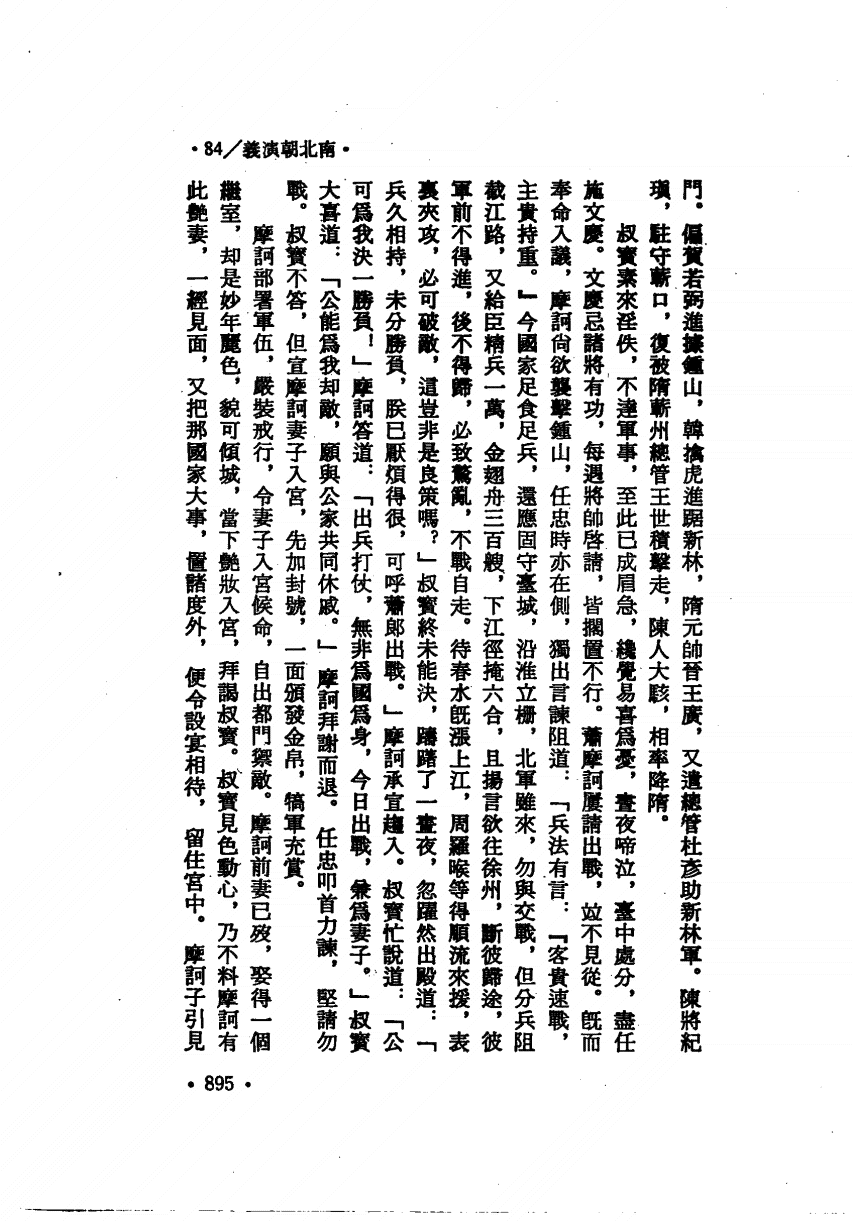 ·南北朝演義/84·
門。偏賀若弼進據鍾山，韓擒虎進踞新林，隋元帥晉王廣，又遣總管杜彥助新林軍。陳將紀
瑱，駐守蘄口，復被隋蘄州總管王世積擊走，陳人大駭，相率降隋。
叔寶素來淫佚，不達軍事，至此已成眉急，纔覺易喜爲憂，晝夜啼泣，臺中處分，盡任
施文慶。文慶忌諸將有功，每遇將帥啓請，皆擱置不行。蕭摩訶屢請出戰，竝不見從。旣而
奉命入議，摩訶尙欲襲擊鍾山，任忠時亦在側，獨出言諫阻道：「兵法有言：『客貴速戰，
主貴持重。』今國家足食足兵，還應固守臺城，沿淮立柵，北軍雖來，勿與交戰，但分兵阻
截江路，又給臣精兵一萬，金翅舟三百艘，下江徑掩六合，且揚言欲往徐州，斷彼歸途，彼
軍前不得進，後不得歸，必致驚亂，不戰自走。待春水旣漲上江，周羅睺等得順流來援，表
裏夾攻，必可破敵，這豈非是良策嗎？」叔寶終未能決，躊躇了一晝夜，忽躍然出殿道：「
兵久相持，未分勝負，朕已厭煩得很，可呼蕭郎出戰。」摩訶承宣趨入。叔寶忙說道：「公
可爲我決一勝負！」摩訶答道：「出兵打仗，無非爲國爲身，今日出戰，兼爲妻子。」叔寶
大喜道：「公能爲我却敵，願與公家共同休戚。」摩訶拜謝而退。任忠叩首力諫，堅請勿
戰。叔寶不答，但宣摩訶妻子入宮，先加封號，一面頒發金帛，犒軍充賞。
摩訶部署軍伍，嚴裝戒行，令妻子入宮候命，自出都門禦敵。摩訶前妻已歿，娶得一個
繼室，却是妙年麗色，貌可傾城，當下艷妝入宮，拜謁叔寶。叔寶見色動心，乃不料摩訶有
此艷妻，一經見面，又把那國家大事，置諸度外，便令設宴相待，留住宮中。摩訶子引見
·895·